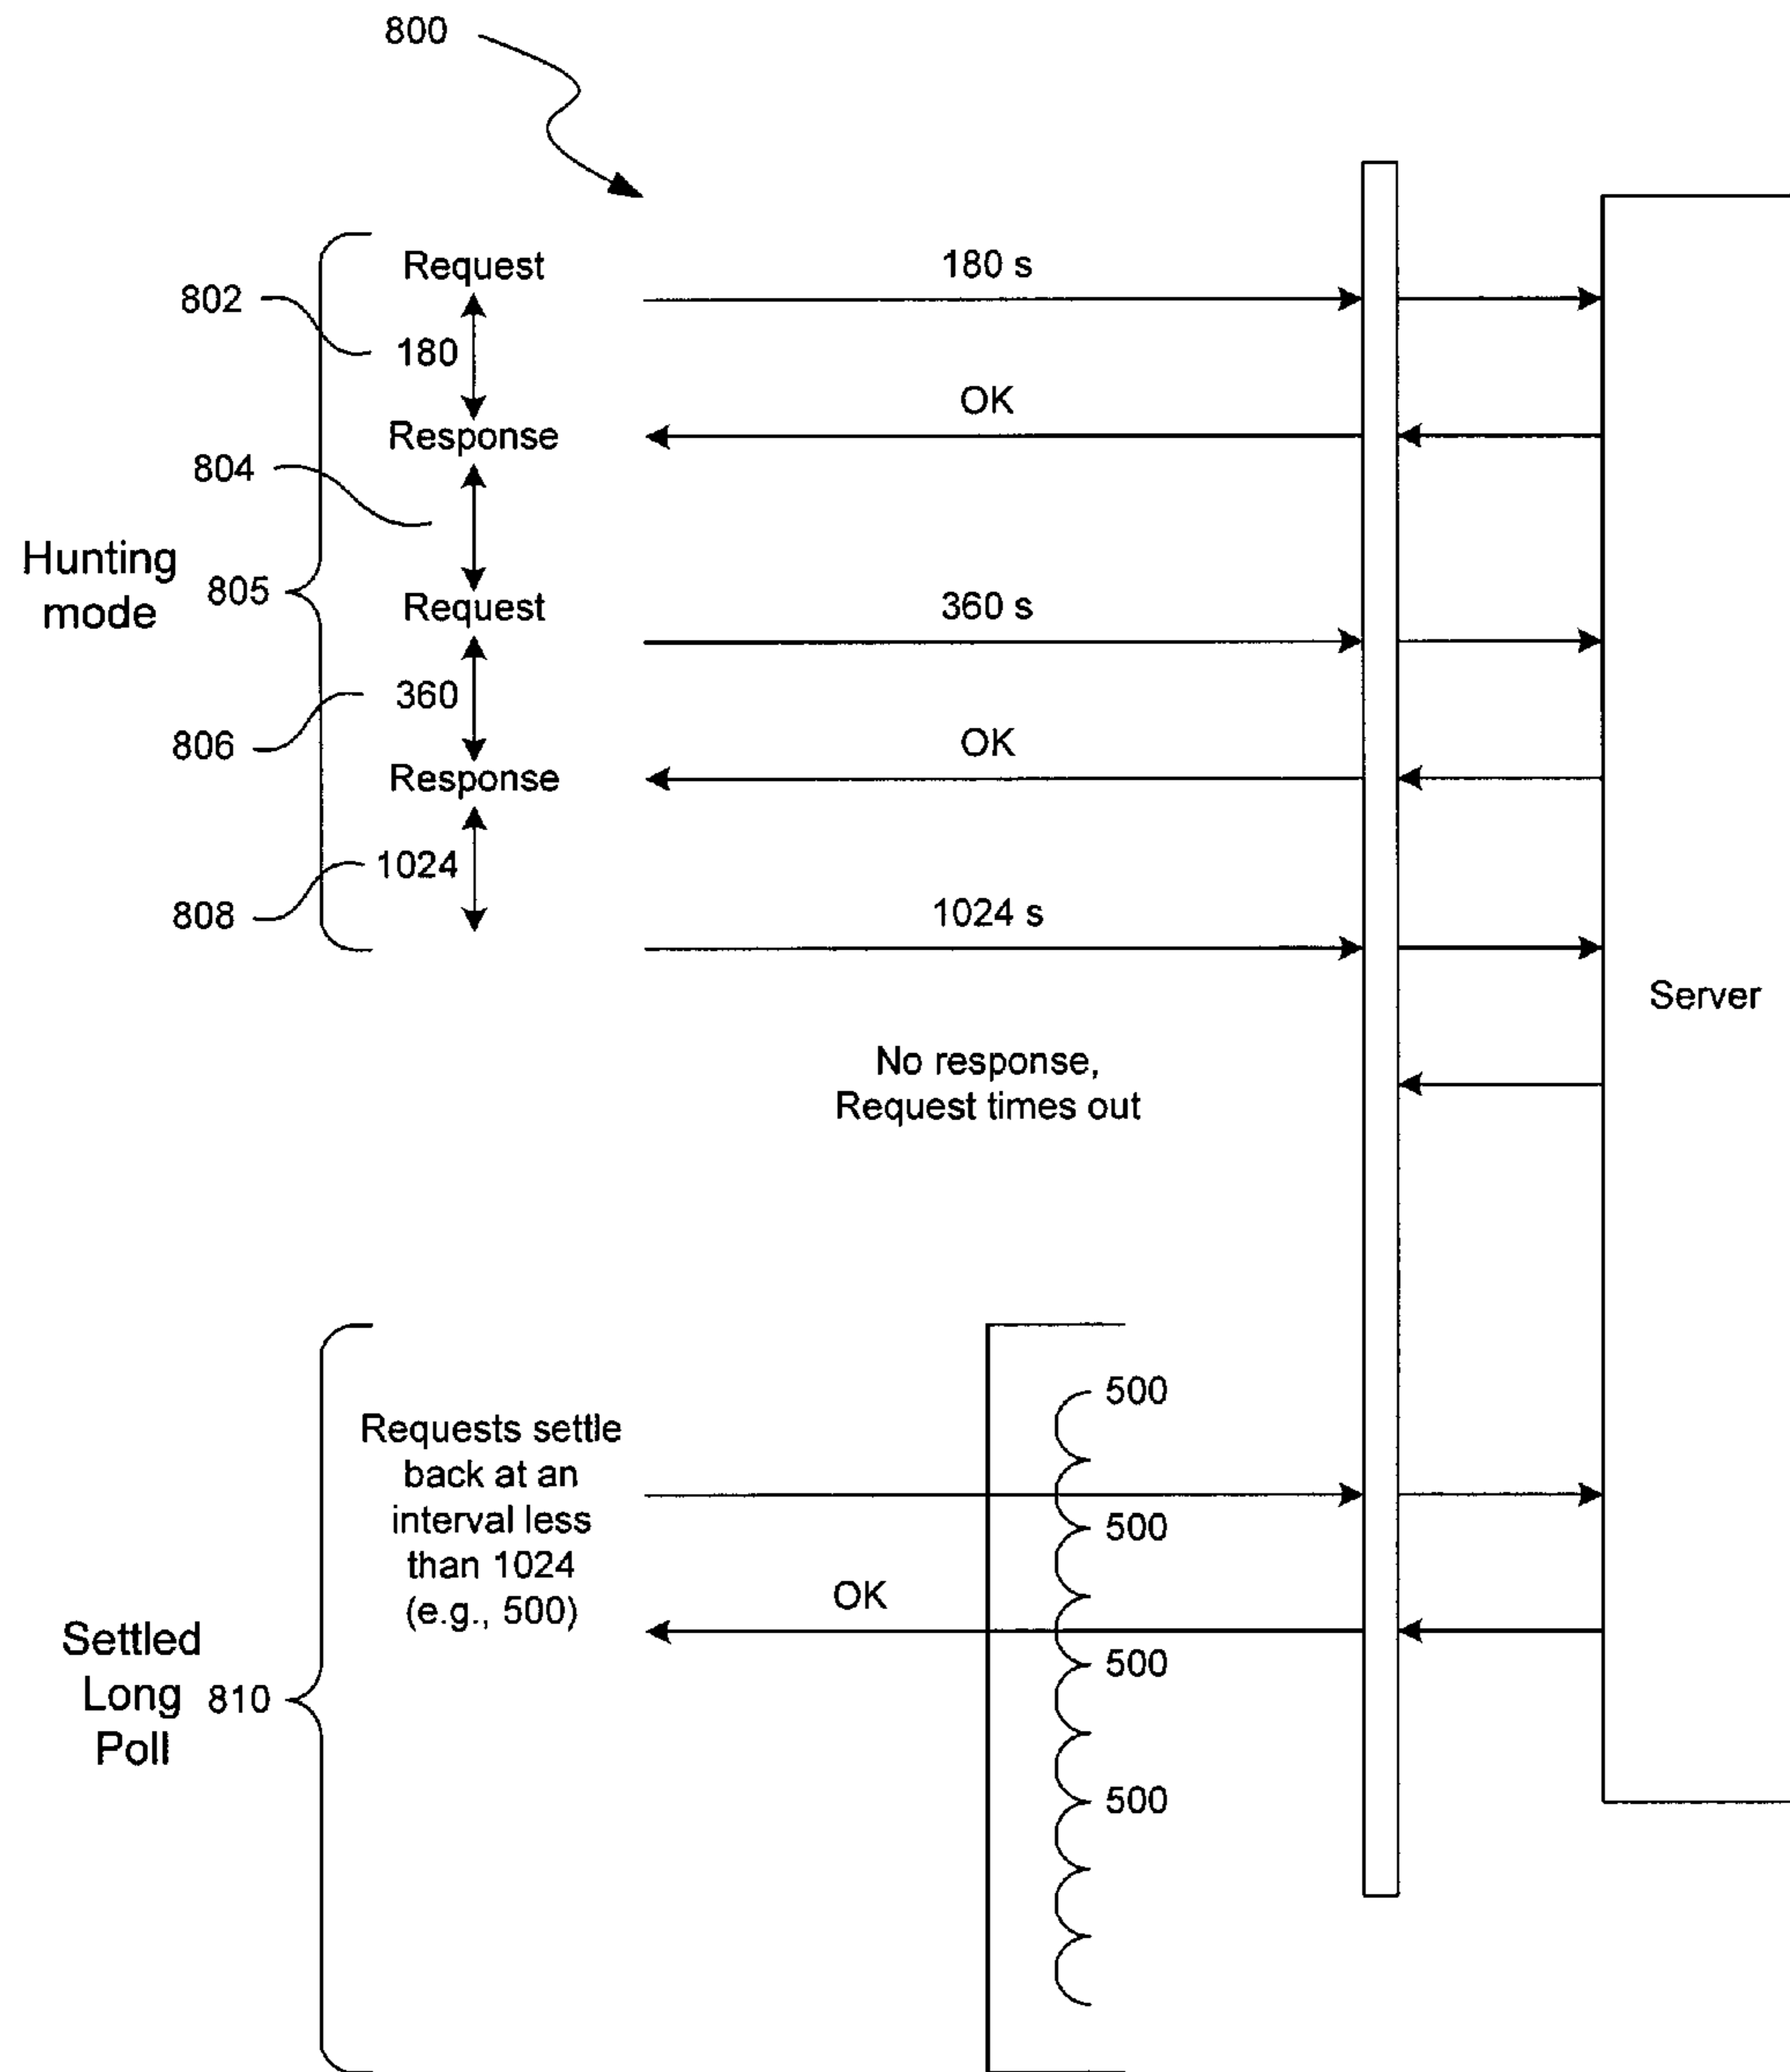 800
Request
180 s
802
180
OK
Response
804
Hunting
mode
805
Request
360 s
360
806
OK
Response
1024
808
1024 s
Server
No response,
Request times out
500
Requests settle
back at an
interval less
than 1024
(e.g., 500)
500
OK
500
Settled
Long
Poll
810
500